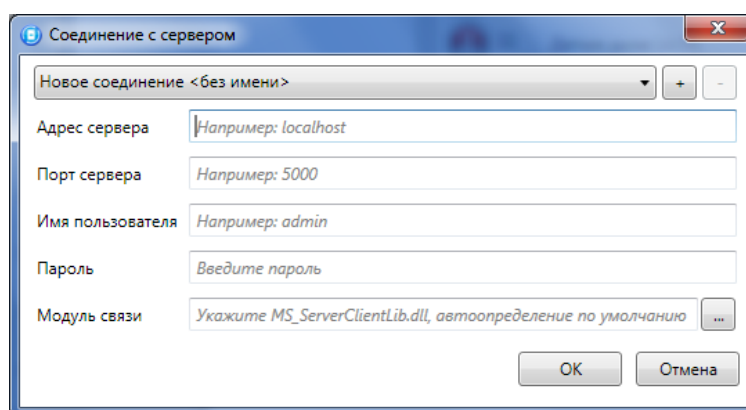 Соединение с сервером
Новое соединение <без имени>
+ -
Адрес сервера Например: localhost
Порт сервера Например: 5000
Имя пользователя Например: admin
Пароль Введите пароль
Модуль связи Укажите MS_ServerClientLib.dll, автоопределение по умолчанию ...
OK Отмена